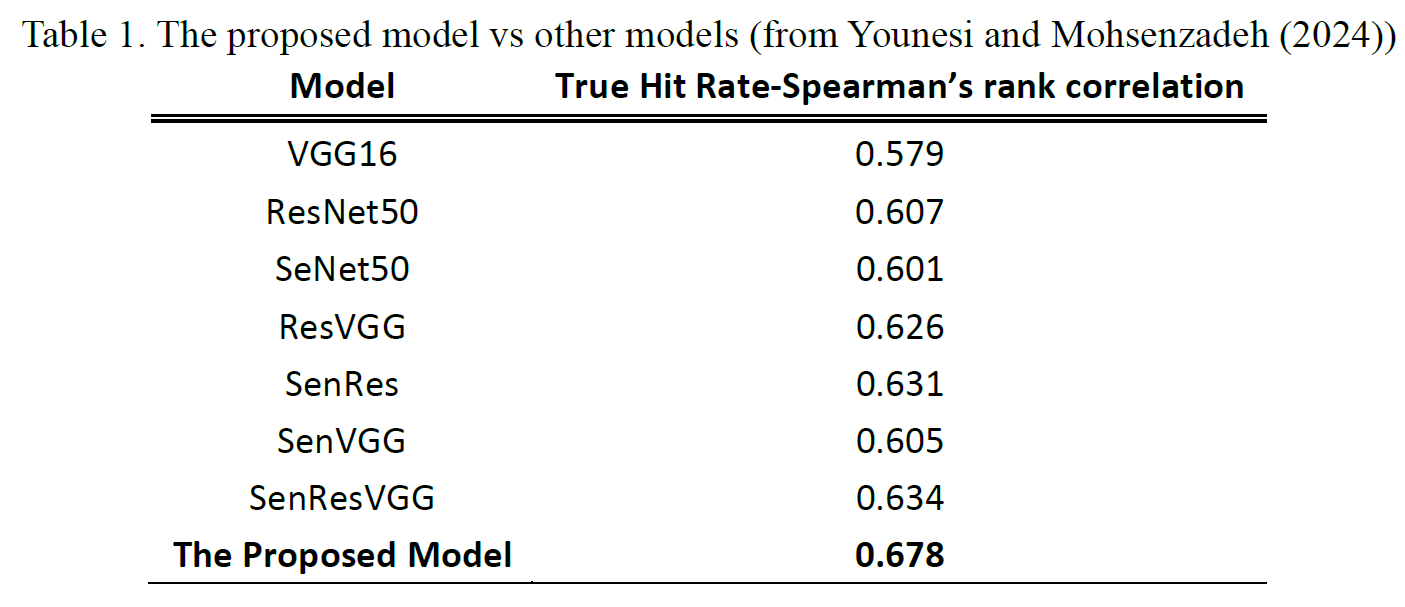 Table 1. The proposed model vs other models (from Younesi and Mohsenzadeh (2024))
Model True Hit Rate-Spearman’s rank correlation
VGG16 0.579
ResNet50 0.607
SeNet50 0.601
ResVGG 0.626
SenRes 0.631
SenVGG 0.605
SenResVGG 0.634
The Proposed Model 0.678